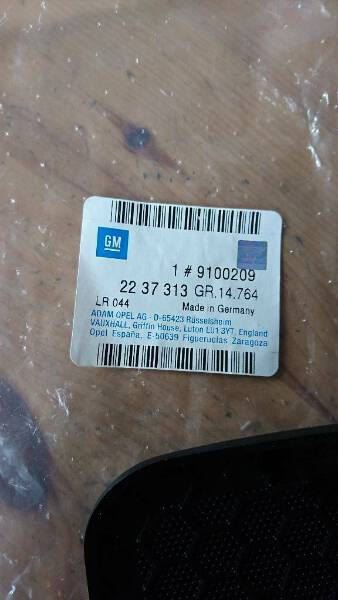 GM
1 # 9100209
22 37 313 GR.14.764
LR 044 Made in Germany
ADAM OPEL AG - D-65423 Rüsselsheim
VAUXHALL, Griffin House, Luton LU1 3YT, England
Opel España, E-50639 Figueruelas Zaragoza